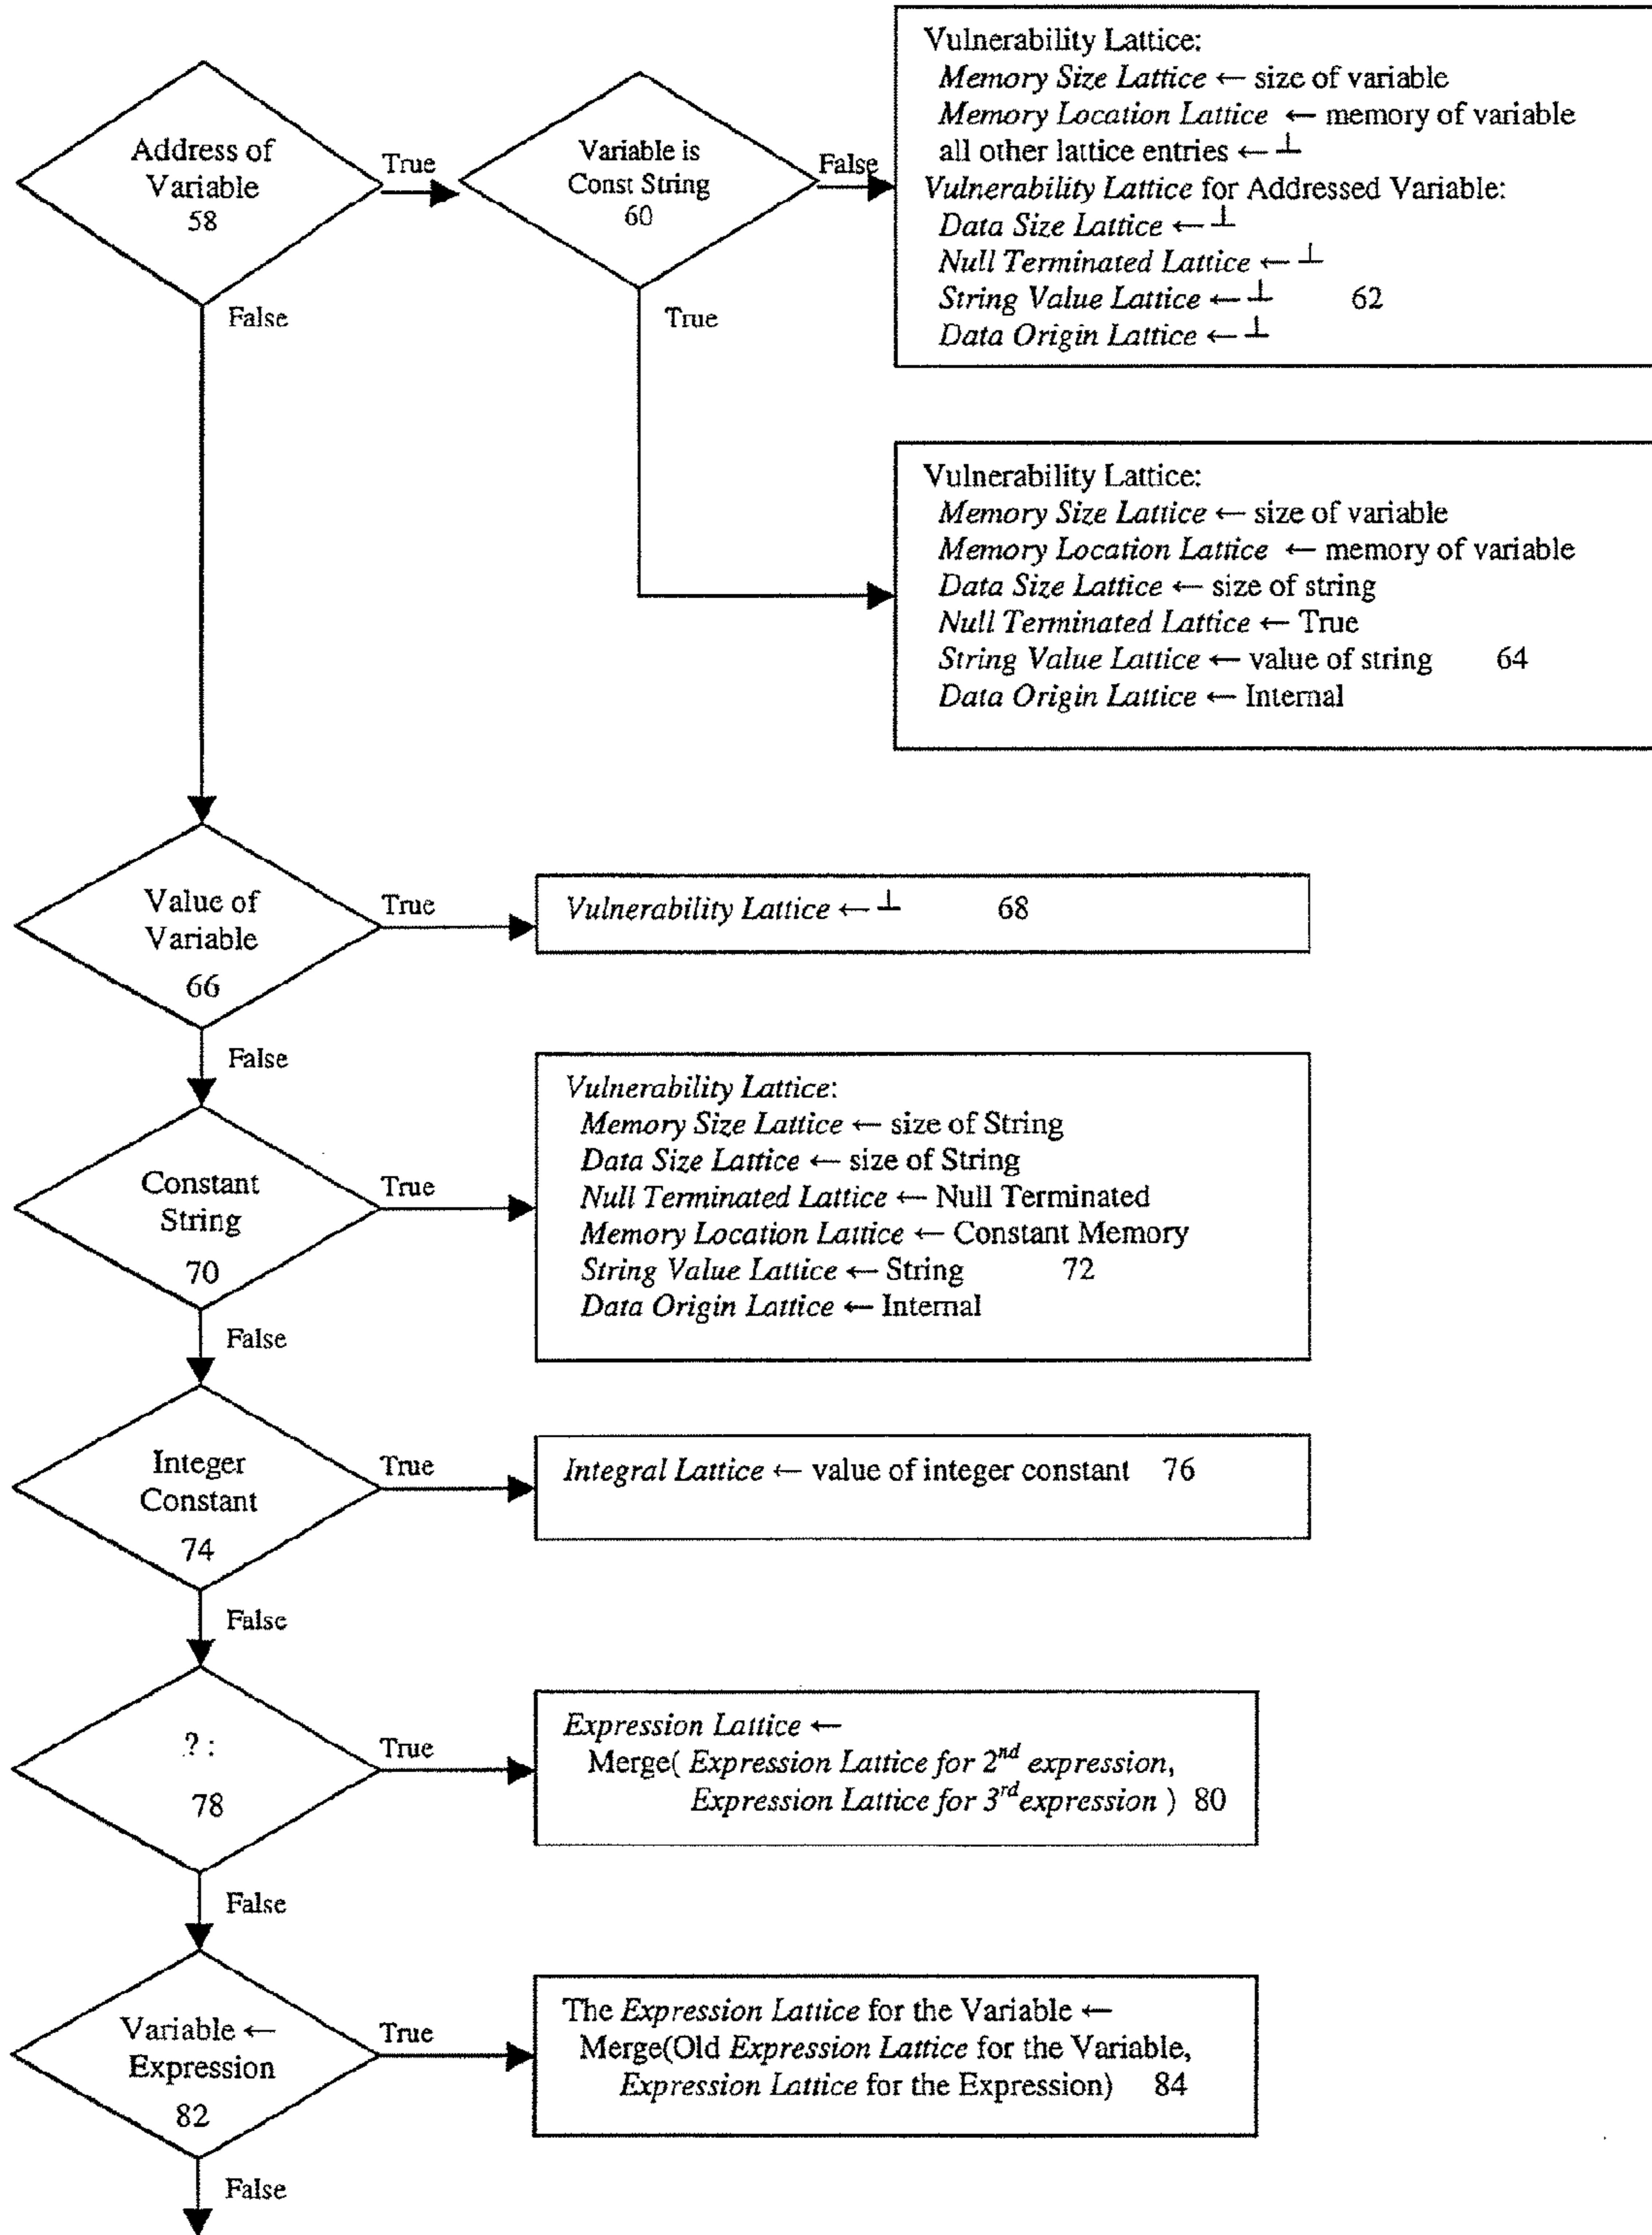 Address of
Variable
58
True
Variable is
Const String
60
False
Vulnerability Lattice:
Memory Size Lattice ← size of variable
Memory Location Lattice ← memory of variable
all other lattice entries ← ⊥
Vulnerability Lattice for Addressed Variable:
Data Size Lattice ← ⊥
Null Terminated Lattice ← ⊥
String Value Lattice ← ⊥ 62
Data Origin Lattice ← ⊥
False
True
Vulnerability Lattice:
Memory Size Lattice ← size of variable
Memory Location Lattice ← memory of variable
Data Size Lattice ← size of string
Null Terminated Lattice ← True
String Value Lattice ← value of string 64
Data Origin Lattice ← Internal
Value of
Variable
66
True
Vulnerability Lattice ← ⊥ 68
False
Constant
String
70
True
Vulnerability Lattice:
Memory Size Lattice ← size of String
Data Size Lattice ← size of String
Null Terminated Lattice ← Null Terminated
Memory Location Lattice ← Constant Memory
String Value Lattice ← String 72
Data Origin Lattice ← Internal
False
Integer
Constant
74
True
Integral Lattice ← value of integer constant 76
False
? :
78
True
Expression Lattice ←
Merge( Expression Lattice for 2nd expression,
Expression Lattice for 3rd expression ) 80
False
Variable ←
Expression
82
True
The Expression Lattice for the Variable ←
Merge(Old Expression Lattice for the Variable,
Expression Lattice for the Expression) 84
False